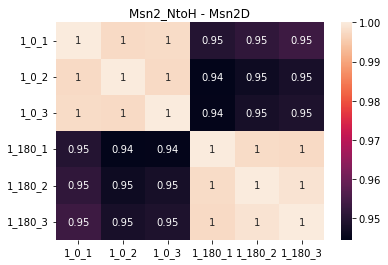 Msn2_NtoH - Msn2D
1_0_1 1 1 1 0.95 0.95 0.95
1_0_2 1 1 1 0.94 0.95 0.95
1_0_3 1 1 1 0.94 0.95 0.95
1_180_1 0.95 0.94 0.94 1 1 1
1_180_2 0.95 0.95 0.95 1 1 1
1_180_3 0.95 0.95 0.95 1 1 1
1_0_1 1_0_2 1_0_3 1_180_1 1_180_2 1_180_3
1.00
0.99
0.98
0.97
0.96
0.95